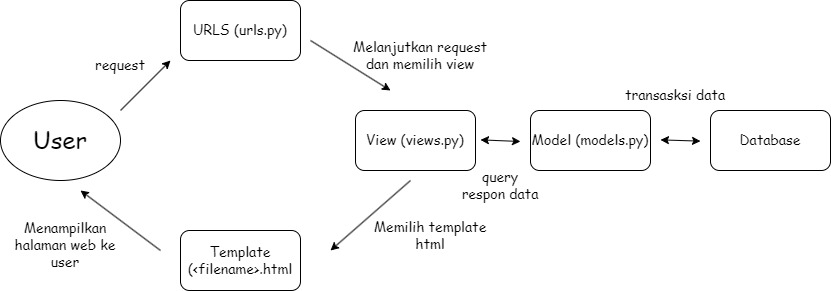 URLS (urls.py)
request
Melanjutkan request
dan memilih view
transasksi data
User
View (views.py)
Model (models.py)
Database
query
respon data
Menampilkan
halaman web ke
user
Template
(<filename>.html
Memilih template
html